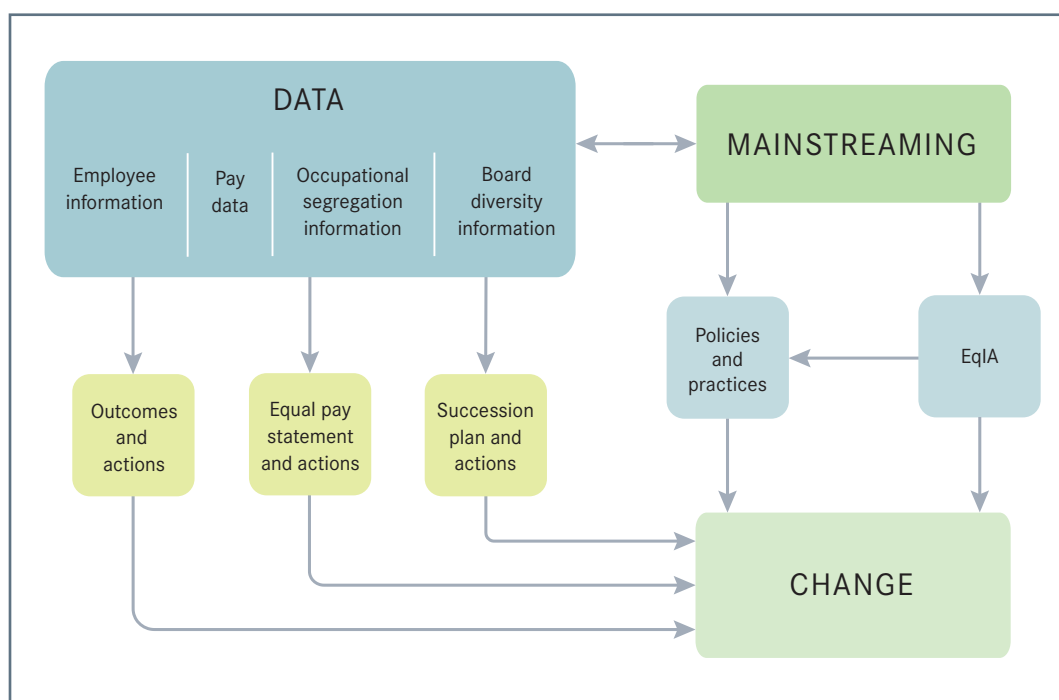 DATA
Employee
information
Pay
data
Occupational
segregation
information
Board
diversity
information
MAINSTREAMING
Policies
and
practices
EqIA
Outcomes
and
actions
Equal pay
statement
and actions
Succession
plan and
actions
CHANGE